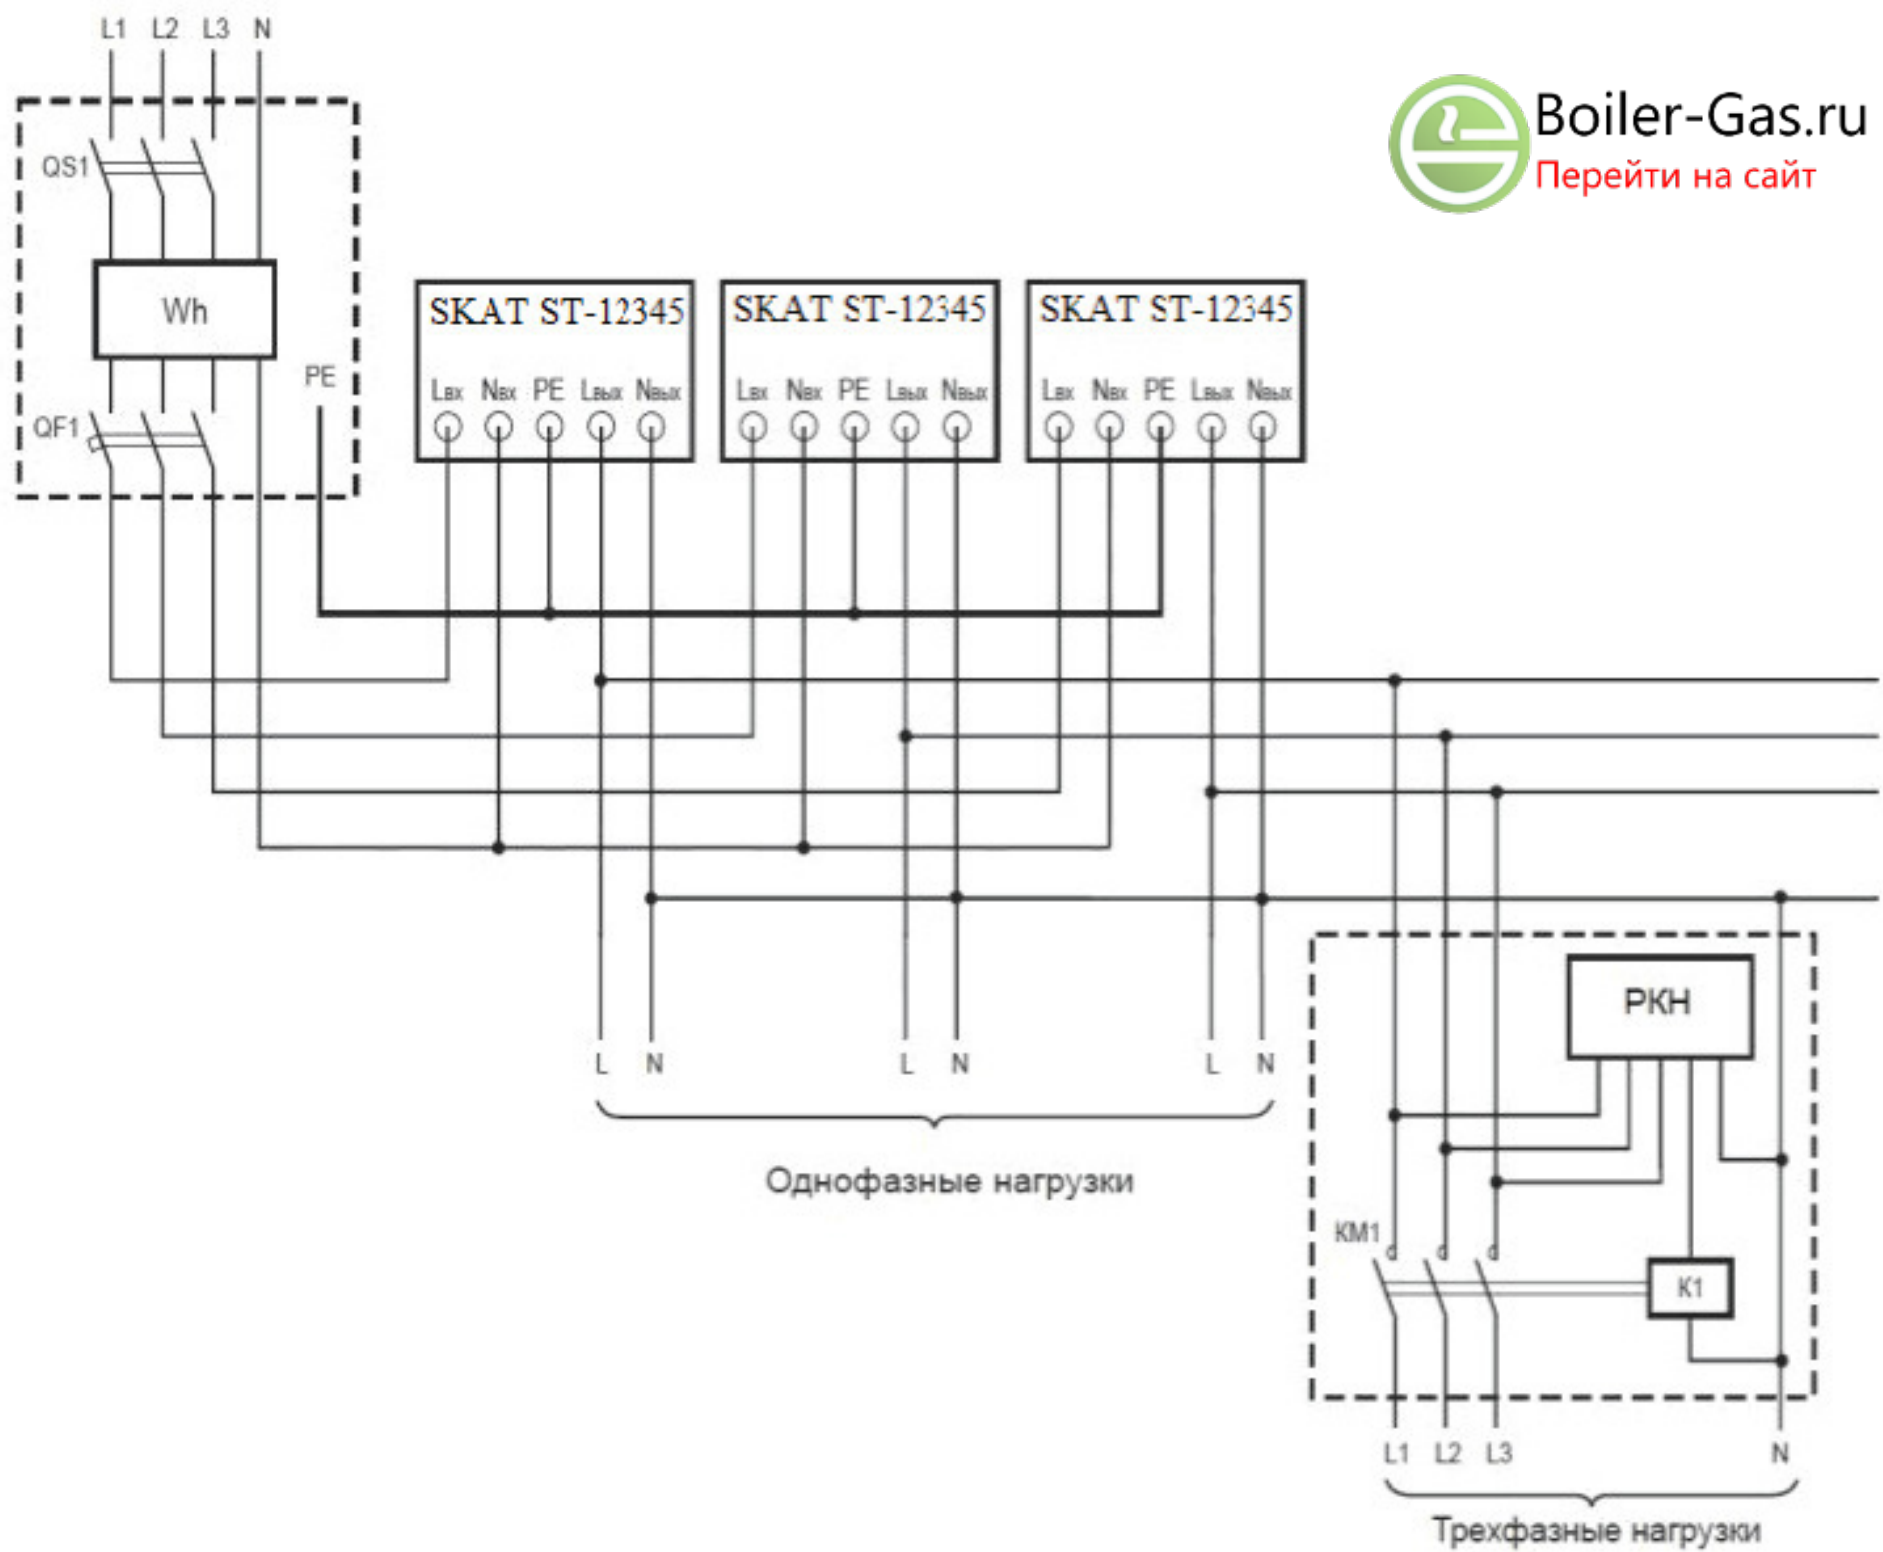 L1 L2 L3 N
Boiler-Gas.ru
Перейти на сайт
QS1
Wh
PE
QF1
SKAT ST-12345
SKAT ST-12345
SKAT ST-12345
Lвх Nвх PE Lвых Nвых
Lвх Nвх PE Lвых Nвых
Lвх Nвх PE Lвых Nвых
РКН
L N L N L N
Однофазные нагрузки
КМ1
К1
L1 L2 L3 N
Трехфазные нагрузки